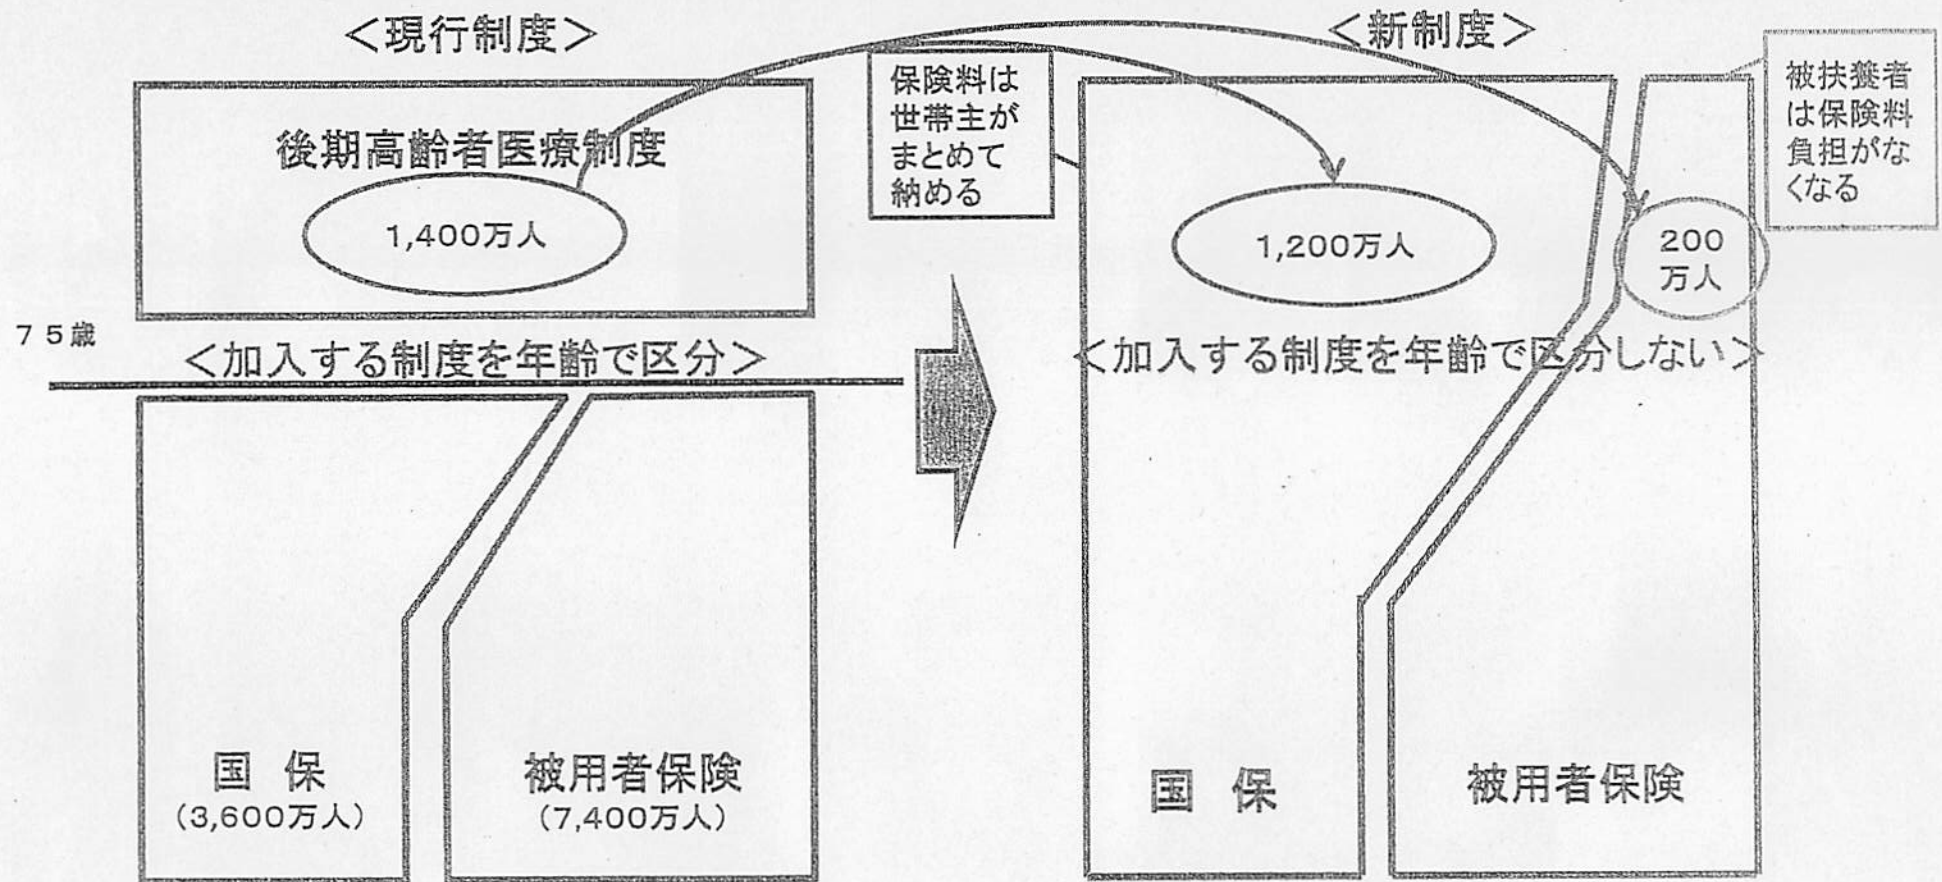 <現行制度>
後期高齢者医療制度
1,400万人
75歳
<加入する制度を年齢で区分>
国 保
(3,600万人)
被用者保険
(7,400万人)
<新制度>
保険料は
世帯主が
まとめて
納める
被扶養者
は保険料
負担がな
くなる
1,200万人
200
万人
<加入する制度を年齢で区分しない>
国 保
被用者保険